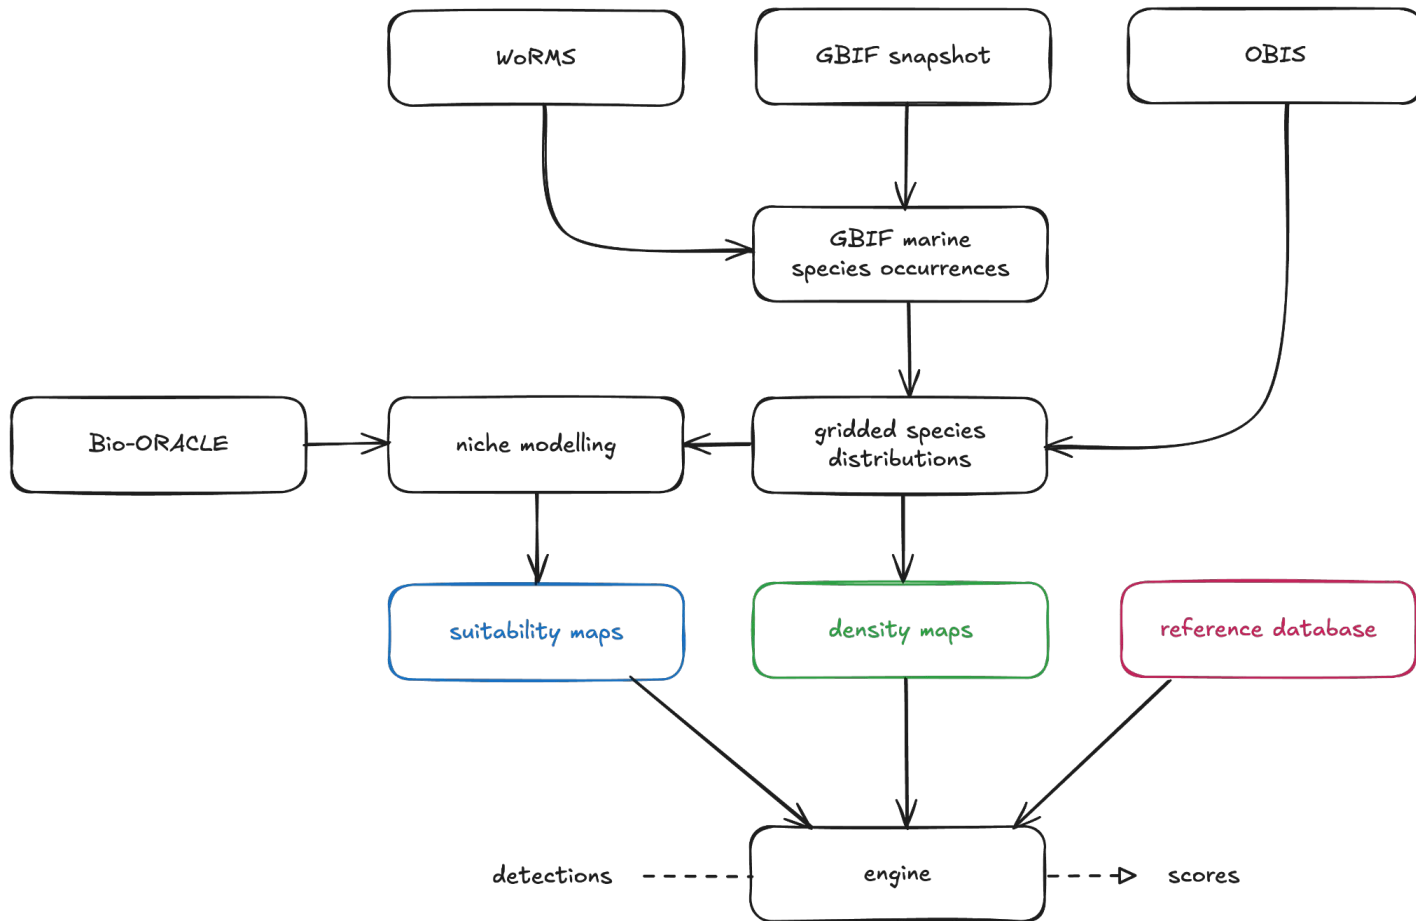 WoRMS
GBIF snapshot
OBIS
GBIF marine
species occurrences
Bio-ORACLE
niche modelling
gridded species
distributions
suitability maps
density maps
reference database
detections
engine
scores